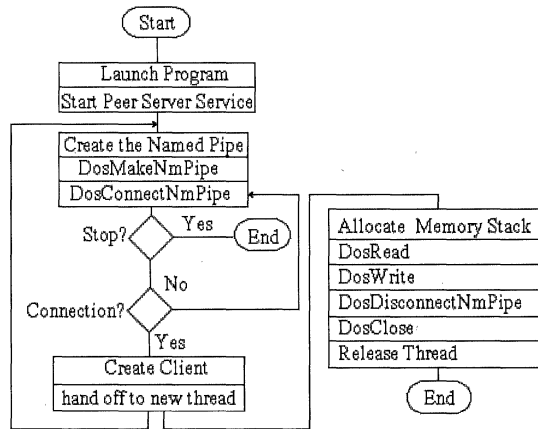 Start
Launch Program
Start Peer Server Service
Create the Named Pipe
DosMakeNmPipe
DosConnectNmPipe
Stop?
Yes
End
No
Connection?
Yes
Create Client
hand off to new thread
Allocate Memory Stack
DosRead
DosWrite
DosDisconnectNmPipe
DosClose
Release Thread
End